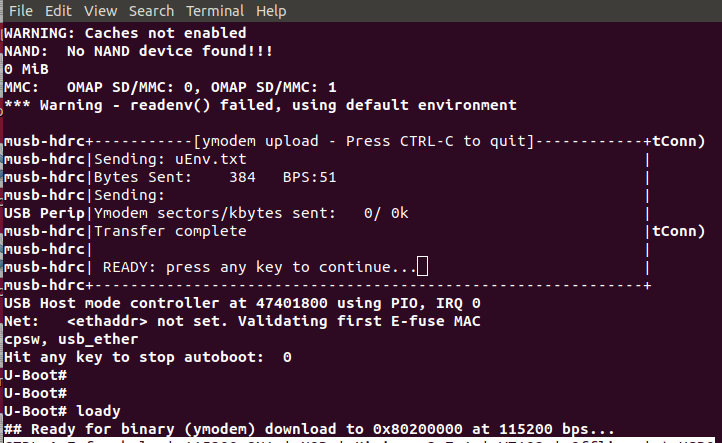 File Edit View Search Terminal Help
WARNING: Caches not enabled
NAND:  No NAND device found!!!
0 MiB
MMC:   OMAP SD/MMC: 0, OMAP SD/MMC: 1
*** Warning - readenv() failed, using default environment
musb-hdrc+-----------[ymodem upload - Press CTRL-C to quit]------------+tConn)
musb-hdrc|Sending: uEnv.txt                                            |
musb-hdrc|Bytes Sent:    384   BPS:51                                  |
musb-hdrc|Sending:                                                     |
USB Perip|Ymodem sectors/kbytes sent:   0/ 0k                          |
musb-hdrc|Transfer complete                                            |tConn)
musb-hdrc|                                                             |
musb-hdrc| READY: press any key to continue...                         |
musb-hdrc+-------------------------------------------------------------+
USB Host mode controller at 47401800 using PIO, IRQ 0
Net:   <ethaddr> not set. Validating first E-fuse MAC
cpsw, usb_ether
Hit any key to stop autoboot:  0
U-Boot#
U-Boot#
U-Boot# loady
## Ready for binary (ymodem) download to 0x80200000 at 115200 bps...